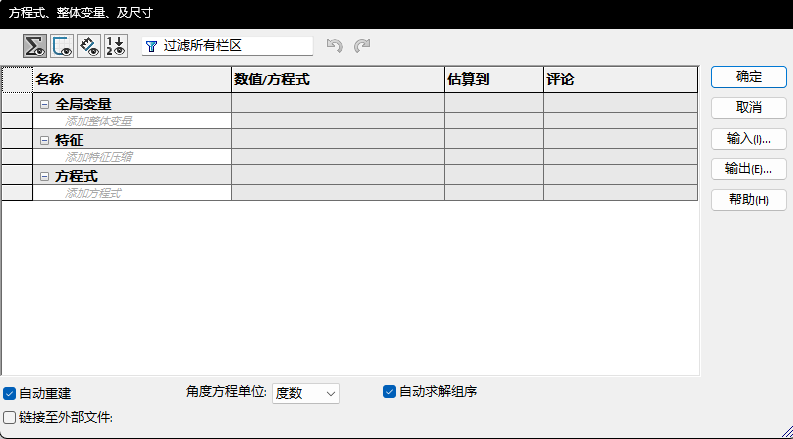 方程式、整体变量、及尺寸
过滤所有栏区
名称 数值/方程式 估算到 评论
全局变量
添加整体变量
特征
添加特征压缩
方程式
添加方程式
确定
取消
输入(I)...
输出(E)...
帮助(H)
自动重建 角度方程单位: 度数 自动求解组序
链接至外部文件: